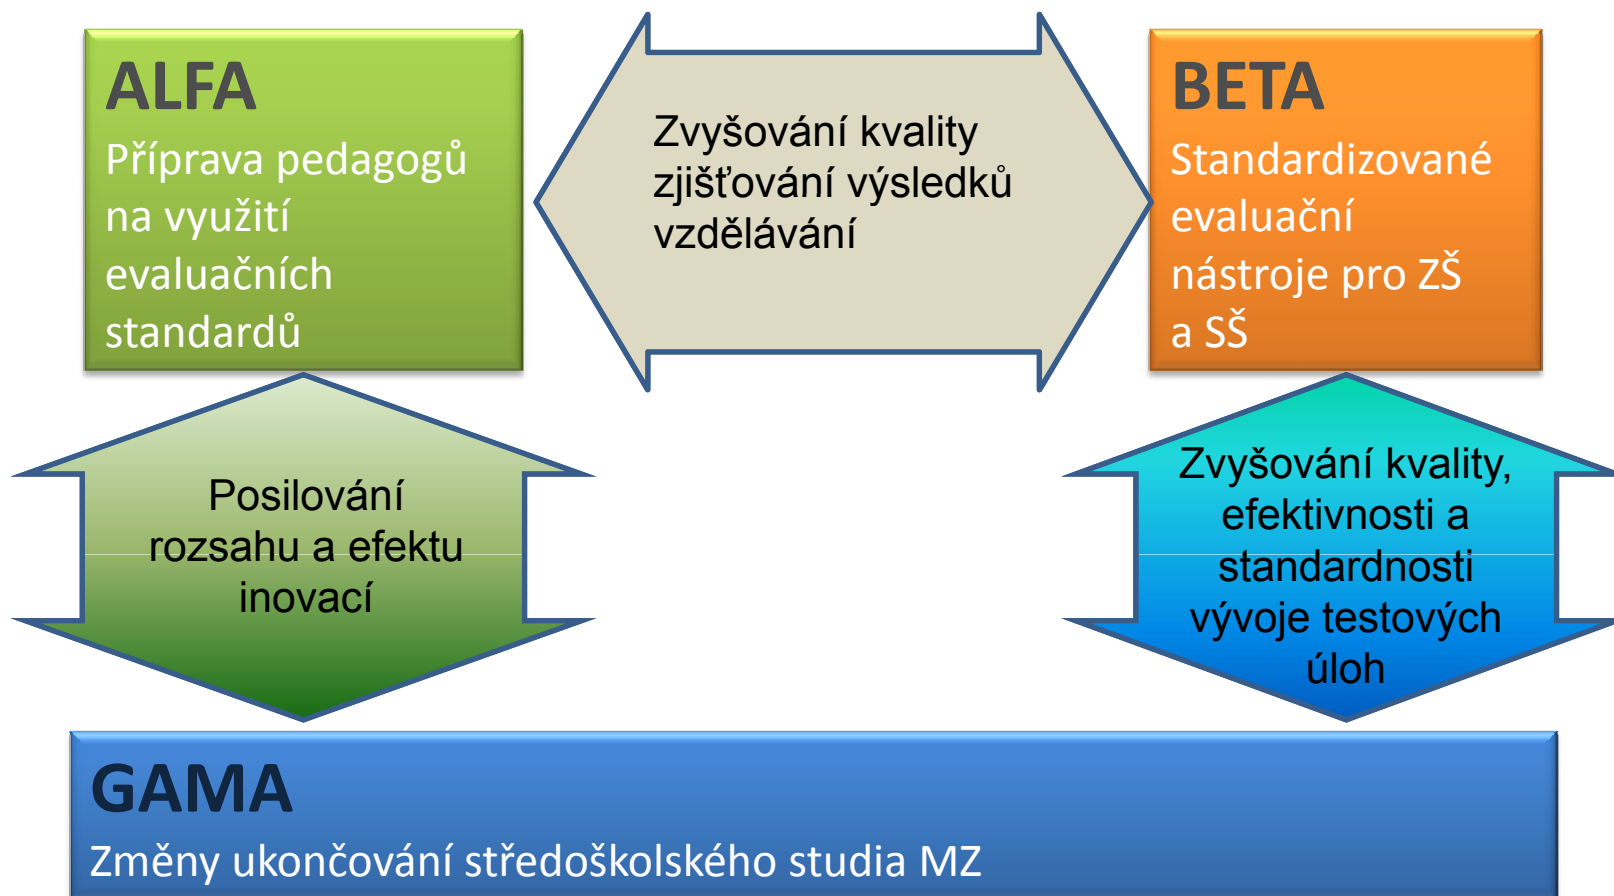 ALFA
Příprava pedagogů
na využití
evaluačních
standardů
Zvyšování kvality
zjišťování výsledků
vzdělávání
BETA
Standardizované
evaluační
nástroje pro ZŠ
a SŠ
Posilování
rozsahu a efektu
inovací
Zvyšování kvality,
efektivnosti a
standardnosti
vývoje testových
úloh
GAMA
Změny ukončování středoškolského studia MZ